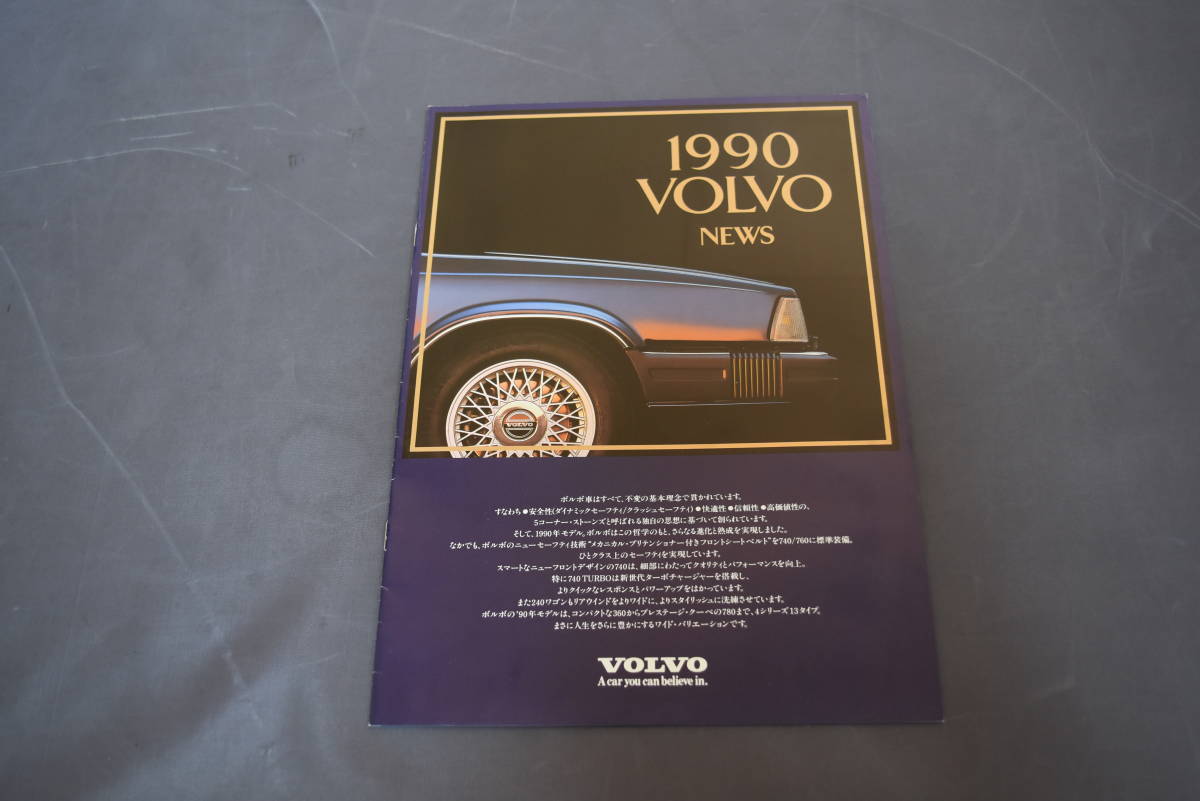 1990
VOLVO
NEWS
VOLVO
ボルボ車はすべて、不変の基本理念で貫かれています。
すなわち●安全性(ダイナミックセーフティ/クラッシュセーフティ)●快適性●信頼性●高価値性の、
5コーナー・ストーンズと呼ばれる独自の思想に基づいて創られています。
そして、1990年モデル。ボルボはこの哲学のもと、さらなる進化と熟成を実現しました。
なかでも、ボルボのニューセーフティ技術“メカニカル・プリテンショナー付きフロントシートベルト”を740/760に標準装備。
ひとクラス上のセーフティを実現しています。
スマートなニューフロントデザインの740は、細部にわたってクオリティとパフォーマンスを向上。
特に740 TURBOは新世代ターボチャージャーを搭載し、
よりクイックなレスポンスとパワーアップをはかっています。
また240ワゴンもリアウインドをよりワイドに、よりスタイリッシュに洗練させています。
ボルボの’90年モデルは、コンパクトな360からプレステージ・クーペの780まで、4シリーズ13タイプ。
まさに人生をさらに豊かにするワイド・バリエーションです。
VOLVO
A car you can believe in.